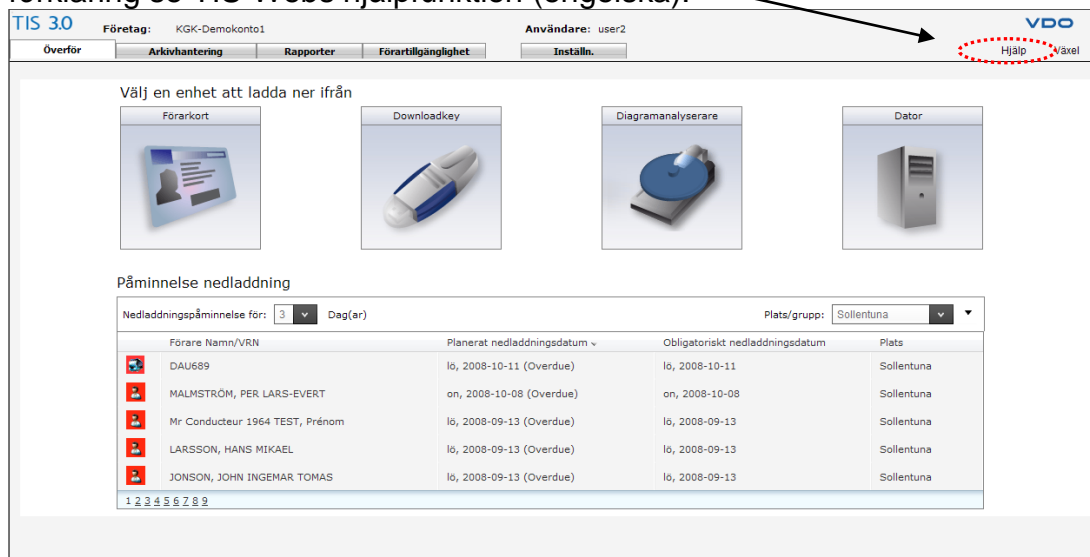 TIS 3.0 Företag: KGK-Demokonto1 Användare: user2 VDO
Överför Arkivhantering Rapporter Förartillgänglighet Inställn. Hjälp Växel
Välj en enhet att ladda ner ifrån
Förarkort Downloadkey Diagramanalyserare Dator
Påminnelse nedladdning
Nedladdningspåminnelse för: 3 Dag(ar) Plats/grupp: Sollentuna
Förare Namn/VRN Planerat nedladdningsdatum Obligatoriskt nedladdningsdatum Plats
DAU689 lö, 2008-10-11 (Overdue) lö, 2008-10-11 Sollentuna
MALMSTRÖM, PER LARS-EVERT on, 2008-10-08 (Overdue) on, 2008-10-08 Sollentuna
Mr Conducteur 1964 TEST, Prénom lö, 2008-09-13 (Overdue) lö, 2008-09-13 Sollentuna
LARSSON, HANS MIKAEL lö, 2008-09-13 (Overdue) lö, 2008-09-13 Sollentuna
JONSON, JOHN INGEMAR TOMAS lö, 2008-09-13 (Overdue) lö, 2008-09-13 Sollentuna
1 2 3 4 5 6 7 8 9